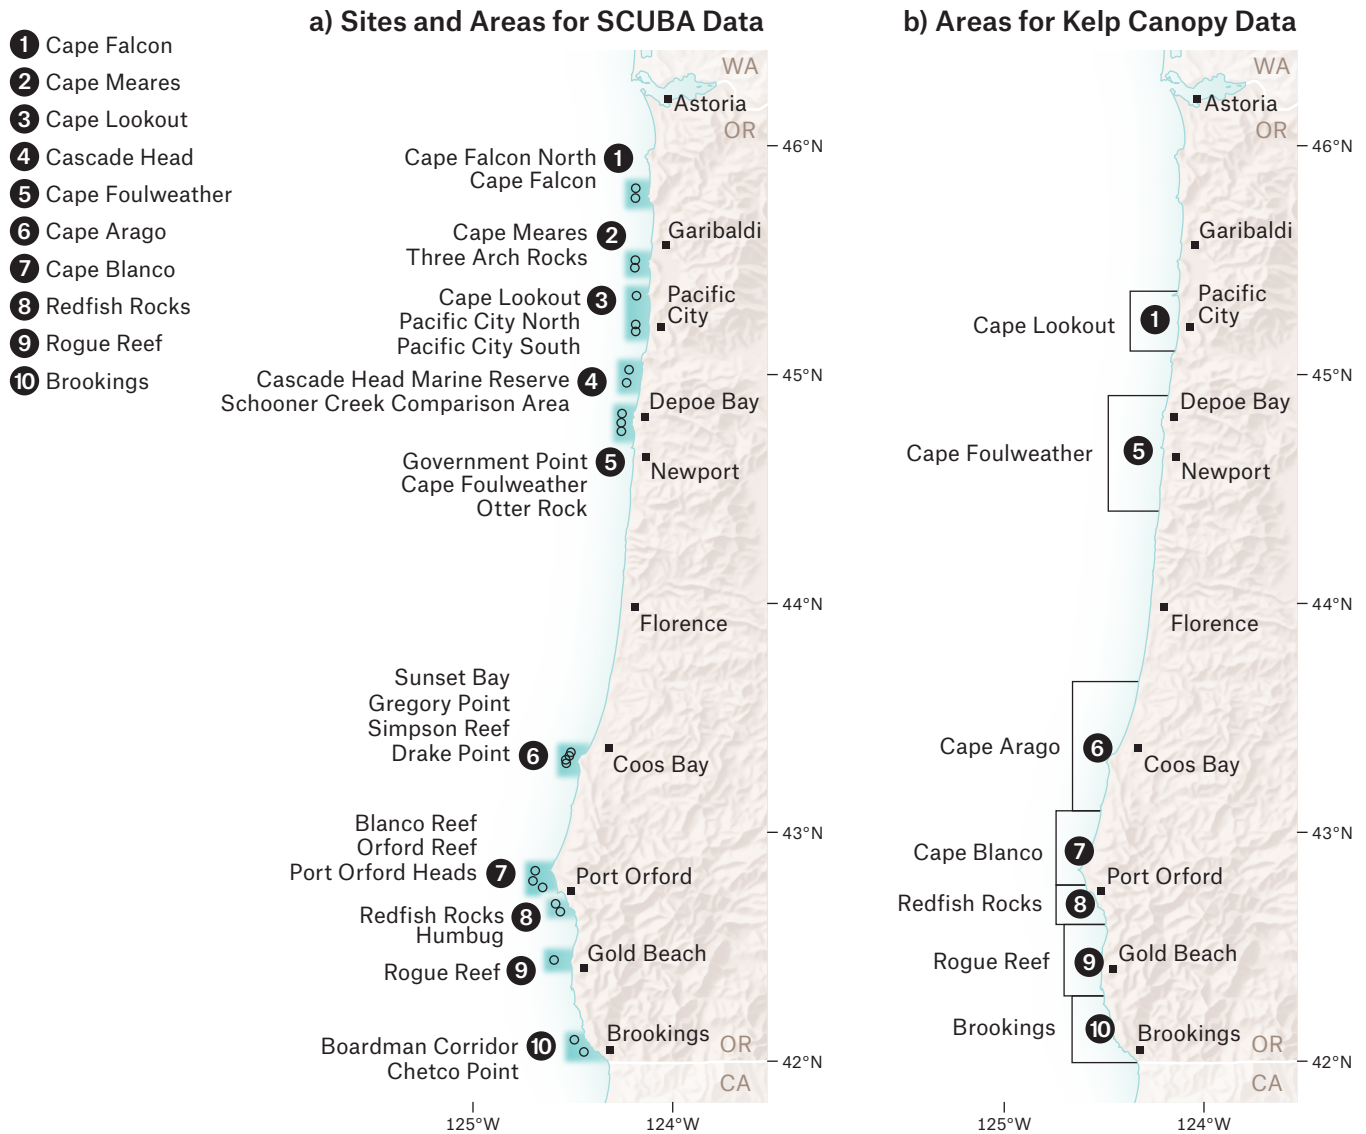 a) Sites and Areas for SCUBA Data
b) Areas for Kelp Canopy Data
1 Cape Falcon
2 Cape Meares
3 Cape Lookout
4 Cascade Head
5 Cape Foulweather
6 Cape Arago
7 Cape Blanco
8 Redfish Rocks
9 Rogue Reef
10 Brookings
WA
Astoria
OR
46°N
Cape Falcon North 1
Cape Falcon
Garibaldi
Cape Meares 2
Three Arch Rocks
Pacific
City
Cape Lookout 3
Pacific City North
Pacific City South
45°N
Cascade Head Marine Reserve 4
Schooner Creek Comparison Area
Depoe Bay
Government Point 5
Cape Foulweather
Otter Rock
Newport
44°N
Florence
Sunset Bay
Gregory Point
Simpson Reef
Drake Point 6
Coos Bay
43°N
Blanco Reef
Orford Reef
Port Orford Heads 7
Port Orford
Redfish Rocks 8
Humbug
Gold Beach
Rogue Reef 9
Brookings
Boardman Corridor 10
Chetco Point
OR
42°N
CA
125°W
124°W
WA
Astoria
OR
46°N
Garibaldi
Pacific
City
Cape Lookout 1
45°N
Depoe Bay
Cape Foulweather 5
Newport
44°N
Florence
Cape Arago 6
Coos Bay
43°N
Cape Blanco 7
Port Orford
Redfish Rocks 8
Gold Beach
Rogue Reef 9
Brookings 10
Brookings
OR
42°N
CA
125°W
124°W